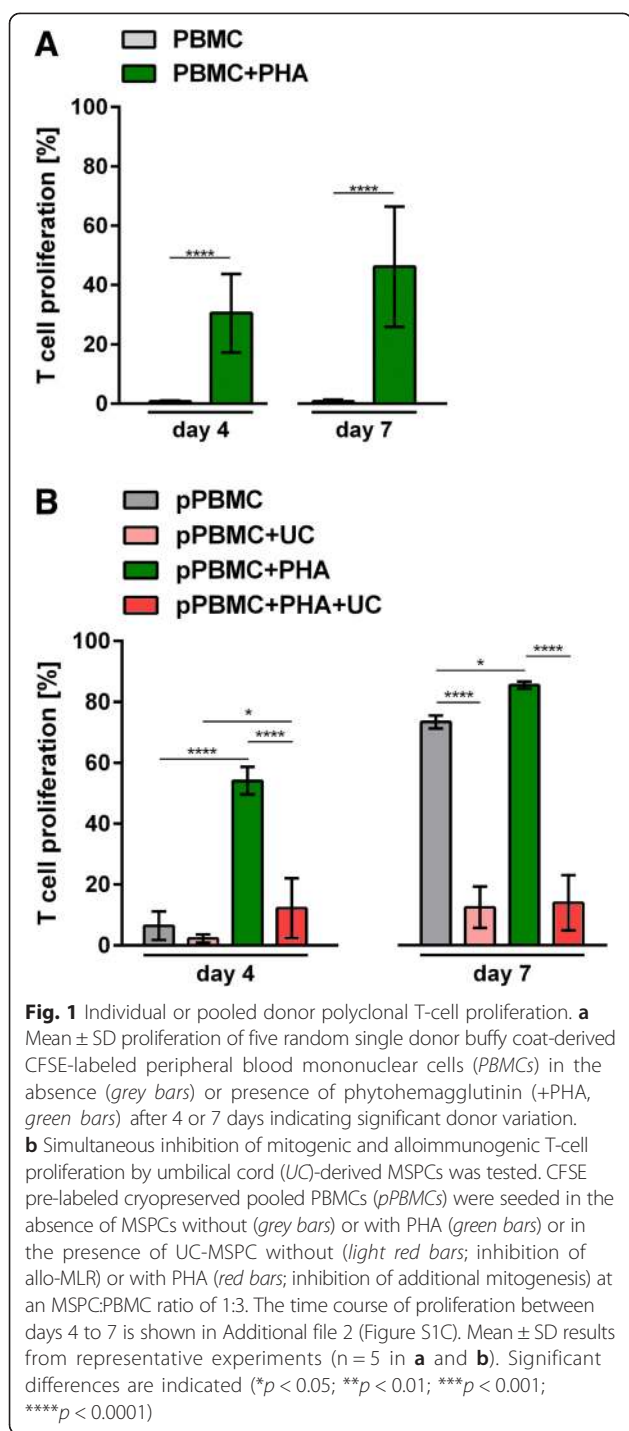 A
PBMC
PBMC+PHA
T cell proliferation [%]
100
80
60
40
20
0
****
****
day 4
day 7
B
pPBMC
pPBMC+UC
pPBMC+PHA
pPBMC+PHA+UC
T cell proliferation [%]
100
80
60
40
20
0
*
****
****
*
****
****
day 4
day 7
Fig. 1 Individual or pooled donor polyclonal T-cell proliferation. a
Mean ± SD proliferation of five random single donor buffy coat-derived
CFSE-labeled peripheral blood mononuclear cells (PBMCs) in the
absence (grey bars) or presence of phytohemagglutinin (+PHA,
green bars) after 4 or 7 days indicating significant donor variation.
b Simultaneous inhibition of mitogenic and alloimmunogenic T-cell
proliferation by umbilical cord (UC)-derived MSPCs was tested. CFSE
pre-labeled cryopreserved pooled PBMCs (pPBMCs) were seeded in the
absence of MSPCs without (grey bars) or with PHA (green bars) or in
the presence of UC-MSPC without (light red bars; inhibition of
allo-MLR) or with PHA (red bars; inhibition of additional mitogenesis) at
an MSPC:PBMC ratio of 1:3. The time course of proliferation between
days 4 to 7 is shown in Additional file 2 (Figure S1C). Mean ± SD results
from representative experiments (n = 5 in a and b). Significant
differences are indicated (*p < 0.05; **p < 0.01; ***p < 0.001;
****p < 0.0001)